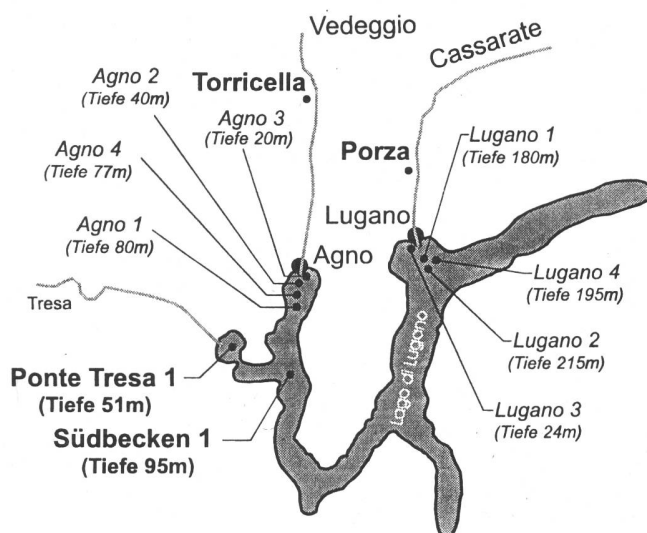 Vedeggio
Cassarate
Agno 2
(Tiefe 40m)
Torricella
Agno 3
(Tiefe 20m)
Agno 4
(Tiefe 77m)
Porza
Lugano 1
(Tiefe 180m)
Agno 1
(Tiefe 80m)
Lugano
Agno
Lugano 4
(Tiefe 195m)
Tresa
Lugano 2
(Tiefe 215m)
Ponte Tresa 1
(Tiefe 51m)
Lago di Lugano
Lugano 3
(Tiefe 24m)
Südbecken 1
(Tiefe 95m)